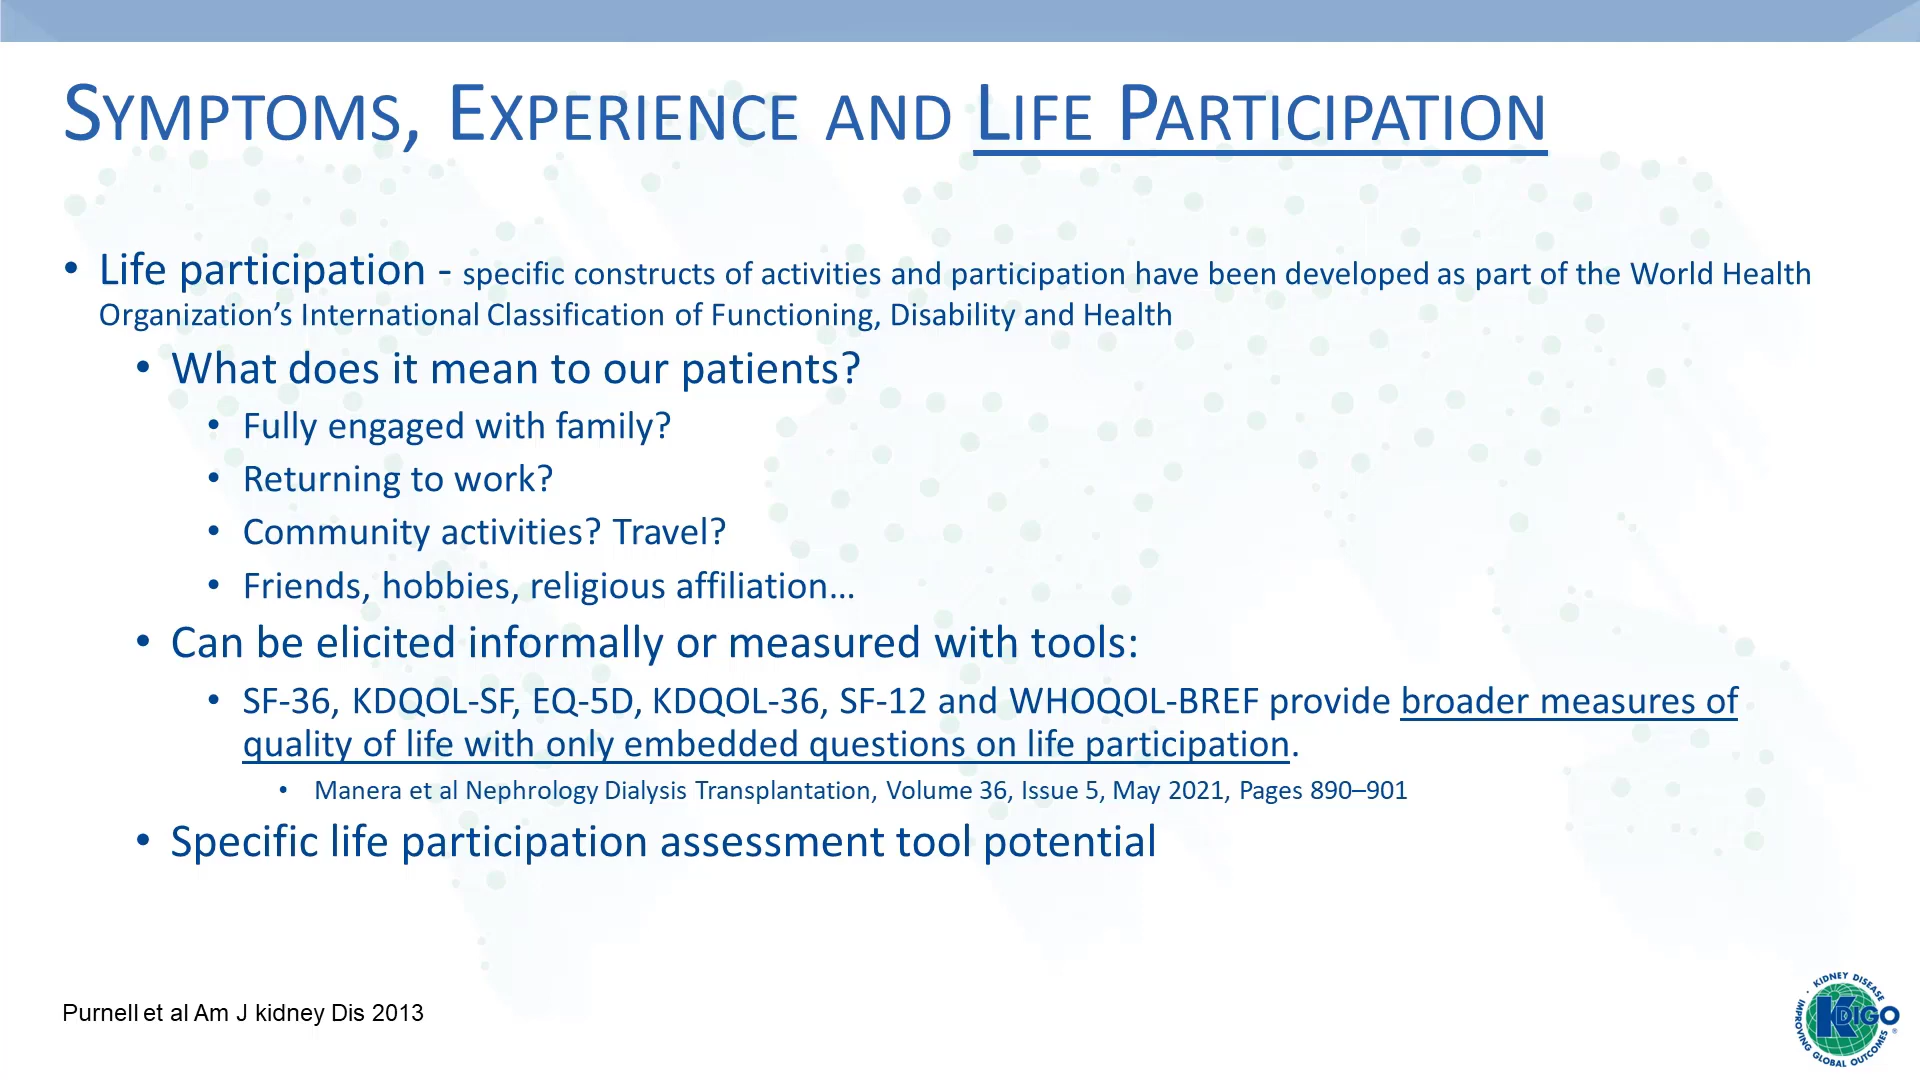 SYMPTOMS, EXPERIENCE AND LIFE PARTICIPATION
• Life participation - specific constructs of activities and participation have been developed as part of the World Health
Organization’s International Classification of Functioning, Disability and Health
• What does it mean to our patients?
• Fully engaged with family?
• Returning to work?
• Community activities? Travel?
• Friends, hobbies, religious affiliation…
• Can be elicited informally or measured with tools:
• SF-36, KDQOL-SF, EQ-5D, KDQOL-36, SF-12 and WHOQOL-BREF provide broader measures of
quality of life with only embedded questions on life participation.
• Manera et al Nephrology Dialysis Transplantation, Volume 36, Issue 5, May 2021, Pages 890–901
• Specific life participation assessment tool potential
Purnell et al Am J kidney Dis 2013
KIDNEY DISEASE
KDIGO ®
IMPROVING GLOBAL OUTCOMES